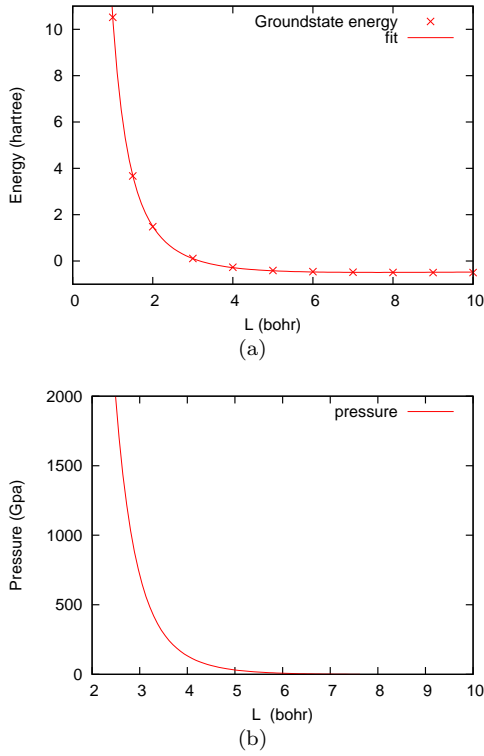 Energy (hartree)
10
8
6
4
2
0
Groundstate energy
fit
0 2 4 6 8 10
L (bohr)
(a)
Pressure (Gpa)
2000
1500
1000
500
0
pressure
2 3 4 5 6 7 8 9 10
L (bohr)
(b)